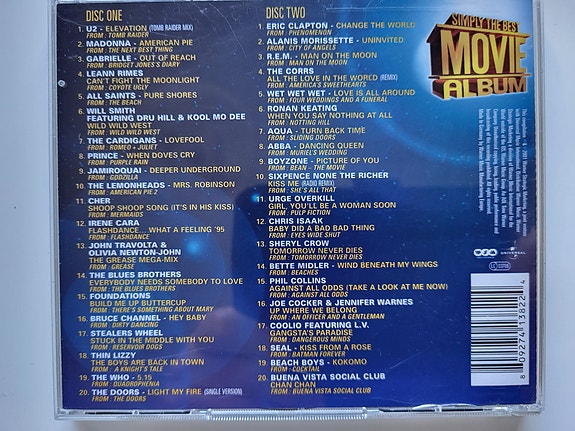 DISC ONE
1. U2 - ELEVATION (TOMB RAIDER MIX)
FROM : TOMB RAIDER
2. MADONNA - AMERICAN PIE
FROM : THE NEXT BEST THING
3. GABRIELLE - OUT OF REACH
FROM : BRIDGET JONES'S DIARY
4. LEANN RIMES
CAN'T FIGHT THE MOONLIGHT
FROM : COYOTE UGLY
5. ALL SAINTS - PURE SHORES
FROM : THE BEACH
6. WILL SMITH
FEATURING DRU HILL & KOOL MO DEE
WILD WILD WEST
FROM : WILD WILD WEST
7. THE CARDIGANS - LOVEFOOL
FROM : ROMEO + JULIET
8. PRINCE - WHEN DOVES CRY
FROM : PURPLE RAIN
9. JAMIROQUAI - DEEPER UNDERGROUND
FROM : GODZILLA
10. THE LEMONHEADS - MRS. ROBINSON
FROM : AMERICAN PIE 2
11. CHER
SHOOP SHOOP SONG (IT'S IN HIS KISS)
FROM : MERMAIDS
12. IRENE CARA
FLASHDANCE... WHAT A FEELING '95
FROM : FLASHDANCE
13. JOHN TRAVOLTA &
OLIVIA NEWTON-JOHN
THE GREASE MEGA-MIX
FROM : GREASE
14. THE BLUES BROTHERS
EVERYBODY NEEDS SOMEBODY TO LOVE
FROM : THE BLUES BROTHERS
15. FOUNDATIONS
BUILD ME UP BUTTERCUP
FROM : THERE'S SOMETHING ABOUT MARY
16. BRUCE CHANNEL - HEY BABY
FROM : DIRTY DANCING
17. STEALERS WHEEL
STUCK IN THE MIDDLE WITH YOU
FROM : RESERVOIR DOGS
18. THIN LIZZY
THE BOYS ARE BACK IN TOWN
FROM : A KNIGHT'S TALE
19. THE WHO - 5.15
FROM : QUADROPHENIA
20. THE DOORS - LIGHT MY FIRE (SINGLE VERSION)
FROM : THE DOORS
DISC TWO
1. ERIC CLAPTON - CHANGE THE WORLD
FROM : PHENOMENON
2. ALANIS MORISSETTE - UNINVITED
FROM : CITY OF ANGELS
3. R.E.M. - MAN ON THE MOON
FROM : MAN ON THE MOON
4. THE CORRS
ALL THE LOVE IN THE WORLD (REMIX)
FROM : AMERICA'S SWEETHEARTS
5. WET WET WET - LOVE IS ALL AROUND
FROM : FOUR WEDDINGS AND A FUNERAL
6. RONAN KEATING
WHEN YOU SAY NOTHING AT ALL
FROM : NOTTING HILL
7. AQUA - TURN BACK TIME
FROM : SLIDING DOORS
8. ABBA - DANCING QUEEN
FROM : MURIEL'S WEDDING
9. BOYZONE - PICTURE OF YOU
FROM : BEAN - THE MOVIE
10. SIXPENCE NONE THE RICHER
KISS ME (RADIO REMIX)
FROM : SHE'S ALL THAT
11. URGE OVERKILL
GIRL, YOU'LL BE A WOMAN SOON
FROM : PULP FICTION
12. CHRIS ISAAK
BABY DID A BAD BAD THING
FROM : EYES WIDE SHUT
13. SHERYL CROW
TOMORROW NEVER DIES
FROM : TOMORROW NEVER DIES
14. BETTE MIDLER - WIND BENEATH MY WINGS
FROM : BEACHES
15. PHIL COLLINS
AGAINST ALL ODDS (TAKE A LOOK AT ME NOW)
FROM : AGAINST ALL ODDS
16. JOE COCKER & JENNIFER WARNES
UP WHERE WE BELONG
FROM : AN OFFICER AND A GENTLEMAN
17. COOLIO FEATURING L.V.
GANGSTA'S PARADISE
FROM : DANGEROUS MINDS
18. SEAL - KISS FROM A ROSE
FROM : BATMAN FOREVER
19. BEACH BOYS - KOKOMO
FROM : COCKTAIL
20. BUENA VISTA SOCIAL CLUB
CHAN CHAN
FROM : BUENA VISTA SOCIAL CLUB
SIMPLY THE BEST
MOVIE
ALBUM
UNIVERSAL
8 09274 13822 4